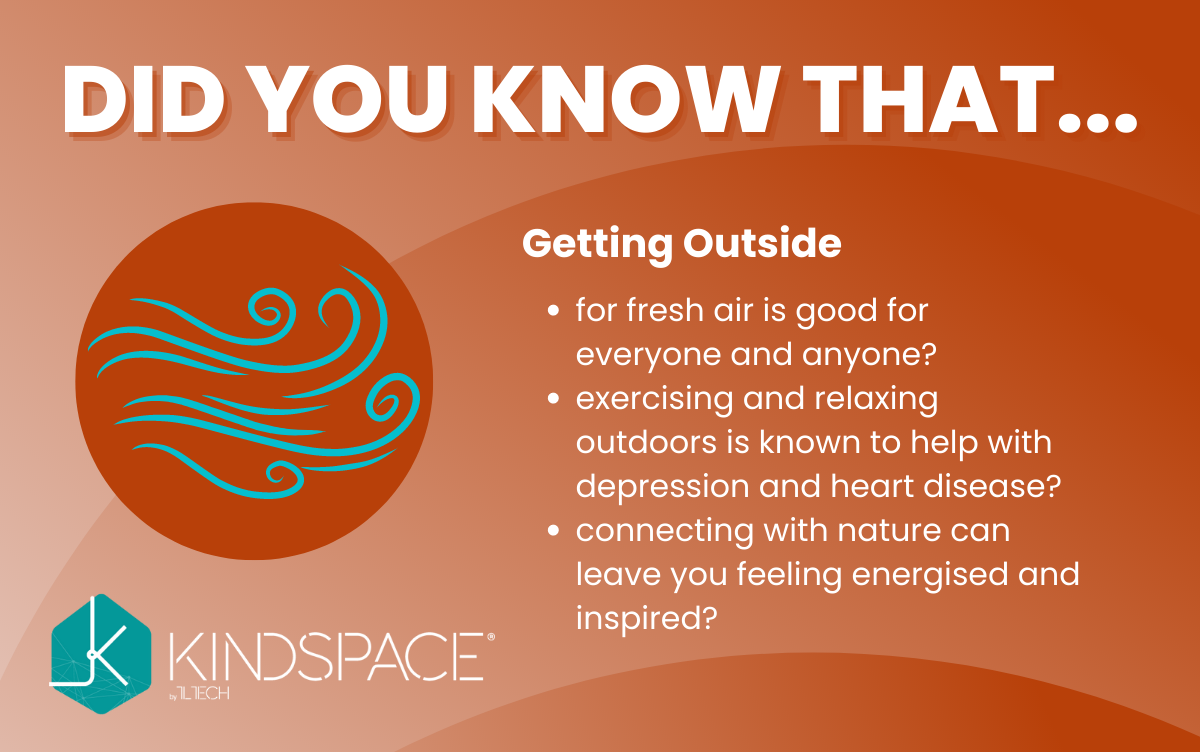 DID YOU KNOW THAT...
Getting Outside
• for fresh air is good for
everyone and anyone?
• exercising and relaxing
outdoors is known to help with
depression and heart disease?
• connecting with nature can
leave you feeling energised and
inspired?
KINDSPACE®
by TLTECH